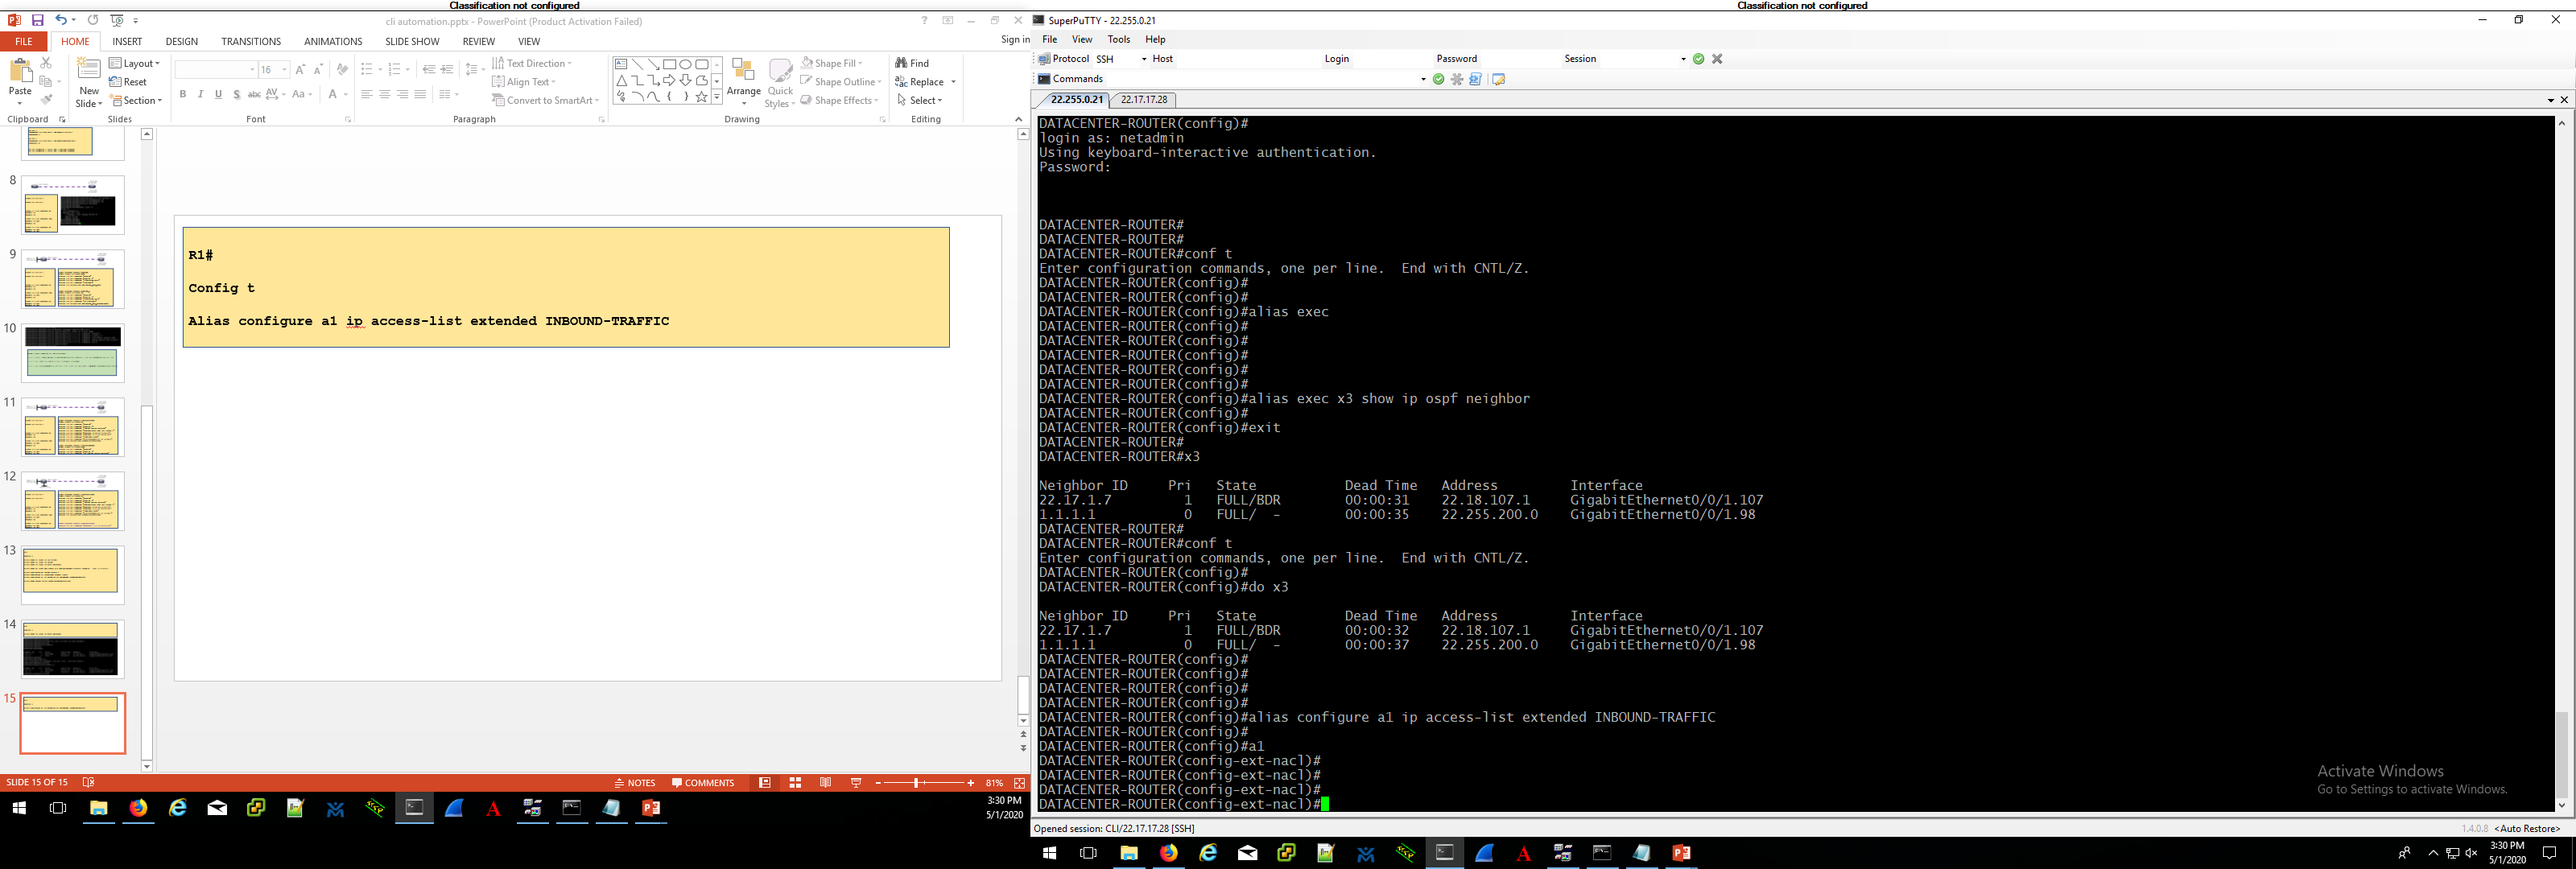 Classification not configured
cli automation.pptx - PowerPoint (Product Activation Failed)
FILE HOME INSERT DESIGN TRANSITIONS ANIMATIONS SLIDE SHOW REVIEW VIEW Sign in
Paste
New Slide
Layout
Reset
Section
16
Text Direction
Align Text
Convert to SmartArt
Arrange
Quick Styles
Shape Fill
Shape Outline
Shape Effects
Find
Replace
Select
Clipboard Slides Font Paragraph Drawing Editing
8
9
10
11
12
13
14
15
R1#
Config t
Alias configure a1 ip access-list extended INBOUND-TRAFFIC
SLIDE 15 OF 15 NOTES COMMENTS 81%
3:30 PM
5/1/2020
Classification not configured
SuperPuTTY - 22.255.0.21
File View Tools Help
Protocol SSH Host Login Password Session
Commands
22.255.0.21 22.17.17.28
DATACENTER-ROUTER(config)#
login as: netadmin
Using keyboard-interactive authentication.
Password:
DATACENTER-ROUTER#
DATACENTER-ROUTER#
DATACENTER-ROUTER#conf t
Enter configuration commands, one per line.  End with CNTL/Z.
DATACENTER-ROUTER(config)#
DATACENTER-ROUTER(config)#
DATACENTER-ROUTER(config)#alias exec
DATACENTER-ROUTER(config)#
DATACENTER-ROUTER(config)#
DATACENTER-ROUTER(config)#
DATACENTER-ROUTER(config)#
DATACENTER-ROUTER(config)#
DATACENTER-ROUTER(config)#alias exec x3 show ip ospf neighbor
DATACENTER-ROUTER(config)#
DATACENTER-ROUTER(config)#exit
DATACENTER-ROUTER#
DATACENTER-ROUTER#x3
Neighbor ID     Pri   State           Dead Time   Address         Interface
22.17.1.7         1   FULL/BDR        00:00:31    22.18.107.1     GigabitEthernet0/0/1.107
1.1.1.1           0   FULL/  -        00:00:35    22.255.200.0    GigabitEthernet0/0/1.98
DATACENTER-ROUTER#
DATACENTER-ROUTER#conf t
Enter configuration commands, one per line.  End with CNTL/Z.
DATACENTER-ROUTER(config)#
DATACENTER-ROUTER(config)#do x3
Neighbor ID     Pri   State           Dead Time   Address         Interface
22.17.1.7         1   FULL/BDR        00:00:32    22.18.107.1     GigabitEthernet0/0/1.107
1.1.1.1           0   FULL/  -        00:00:37    22.255.200.0    GigabitEthernet0/0/1.98
DATACENTER-ROUTER(config)#
DATACENTER-ROUTER(config)#
DATACENTER-ROUTER(config)#
DATACENTER-ROUTER(config)#
DATACENTER-ROUTER(config)#alias configure a1 ip access-list extended INBOUND-TRAFFIC
DATACENTER-ROUTER(config)#
DATACENTER-ROUTER(config)#a1
DATACENTER-ROUTER(config-ext-nacl)#
DATACENTER-ROUTER(config-ext-nacl)#
DATACENTER-ROUTER(config-ext-nacl)#
DATACENTER-ROUTER(config-ext-nacl)#
Activate Windows
Go to Settings to activate Windows.
Opened session: CLI/22.17.17.28 [SSH]
1.4.0.8 <Auto Restore>
3:30 PM
5/1/2020